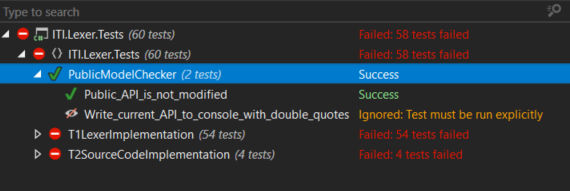 Type to search
ITI.Lexer.Tests (60 tests) Failed: 58 tests failed
ITI.Lexer.Tests (60 tests) Failed: 58 tests failed
PublicModelChecker (2 tests) Success
Public_API_is_not_modified Success
Write_current_API_to_console_with_double_quotes Ignored: Test must be run explicitly
T1LexerImplementation (54 tests) Failed: 54 tests failed
T2SourceCodeImplementation (4 tests) Failed: 4 tests failed